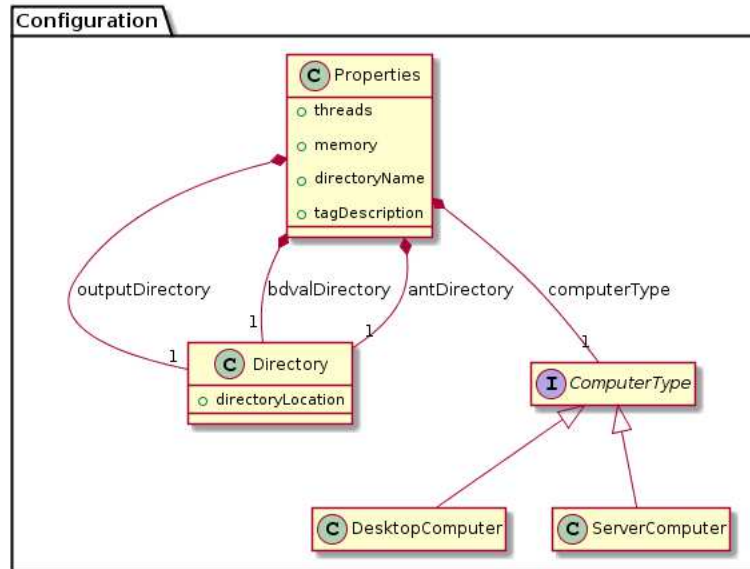 Configuration
C Properties
threads
memory
directoryName
tagDescription
outputDirectory
bdvalDirectory
antDirectory
computerType
1
1
1
1
C Directory
directoryLocation
I ComputerType
C DesktopComputer
C ServerComputer